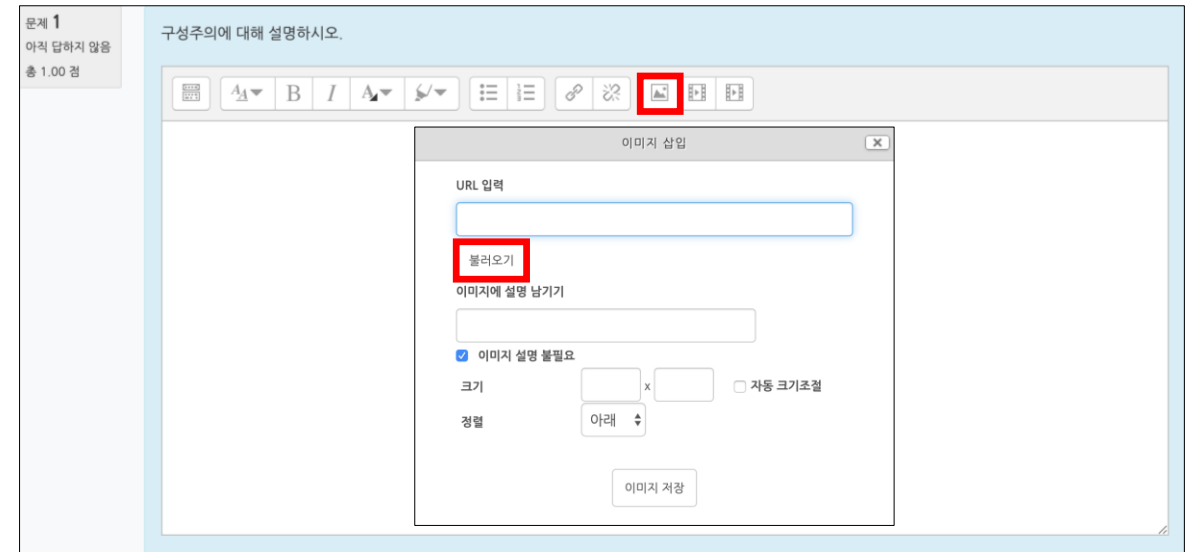 문제 1
아직 답하지 않음
총 1.00 점
구성주의에 대해 설명하시오.
이미지 삽입
URL 입력
불러오기
이미지에 설명 남기기
이미지 설명 불필요
크기 x 자동 크기조절
정렬 아래
이미지 저장